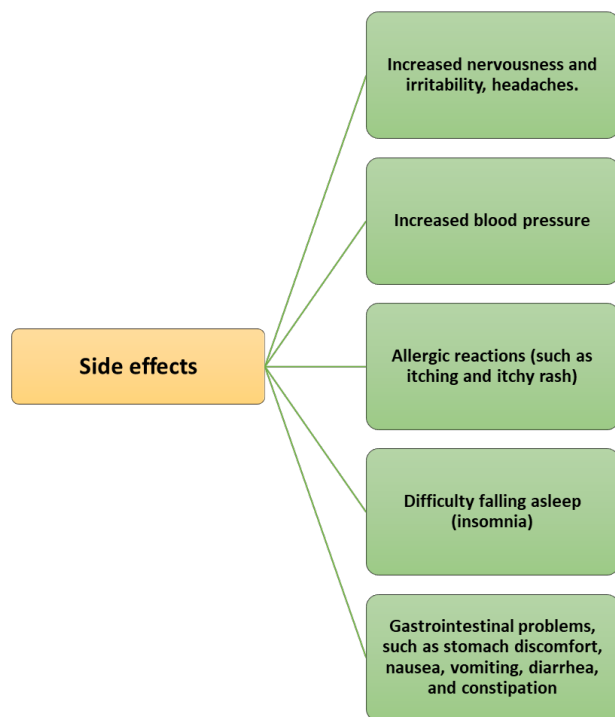 Increased nervousness and
irritability, headaches.
Increased blood pressure
Side effects
Allergic reactions (such as
itching and itchy rash)
Difficulty falling asleep
(insomnia)
Gastrointestinal problems,
such as stomach discomfort,
nausea, vomiting, diarrhea,
and constipation